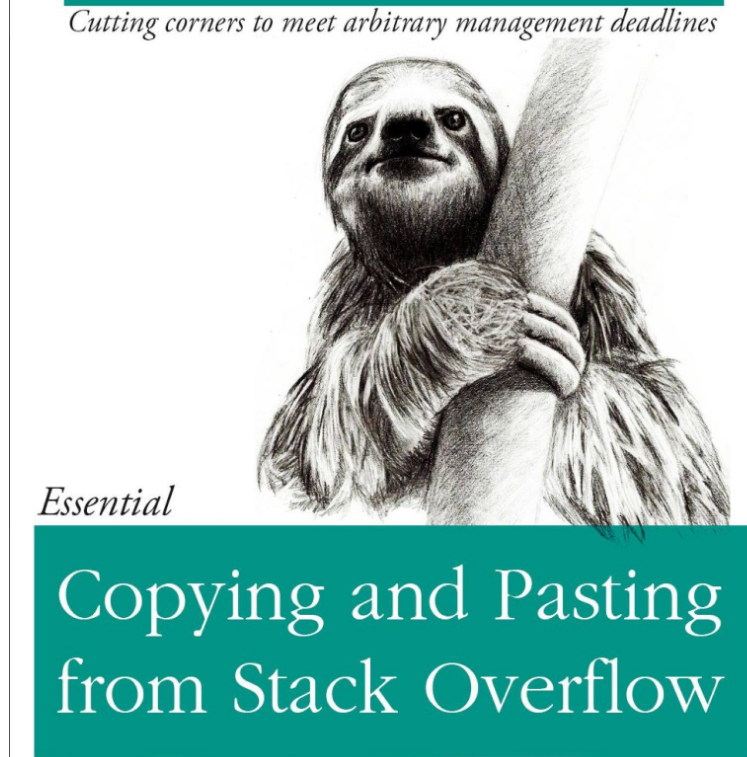 Cutting corners to meet arbitrary management deadlines
Essential
Copying and Pasting
from Stack Overflow